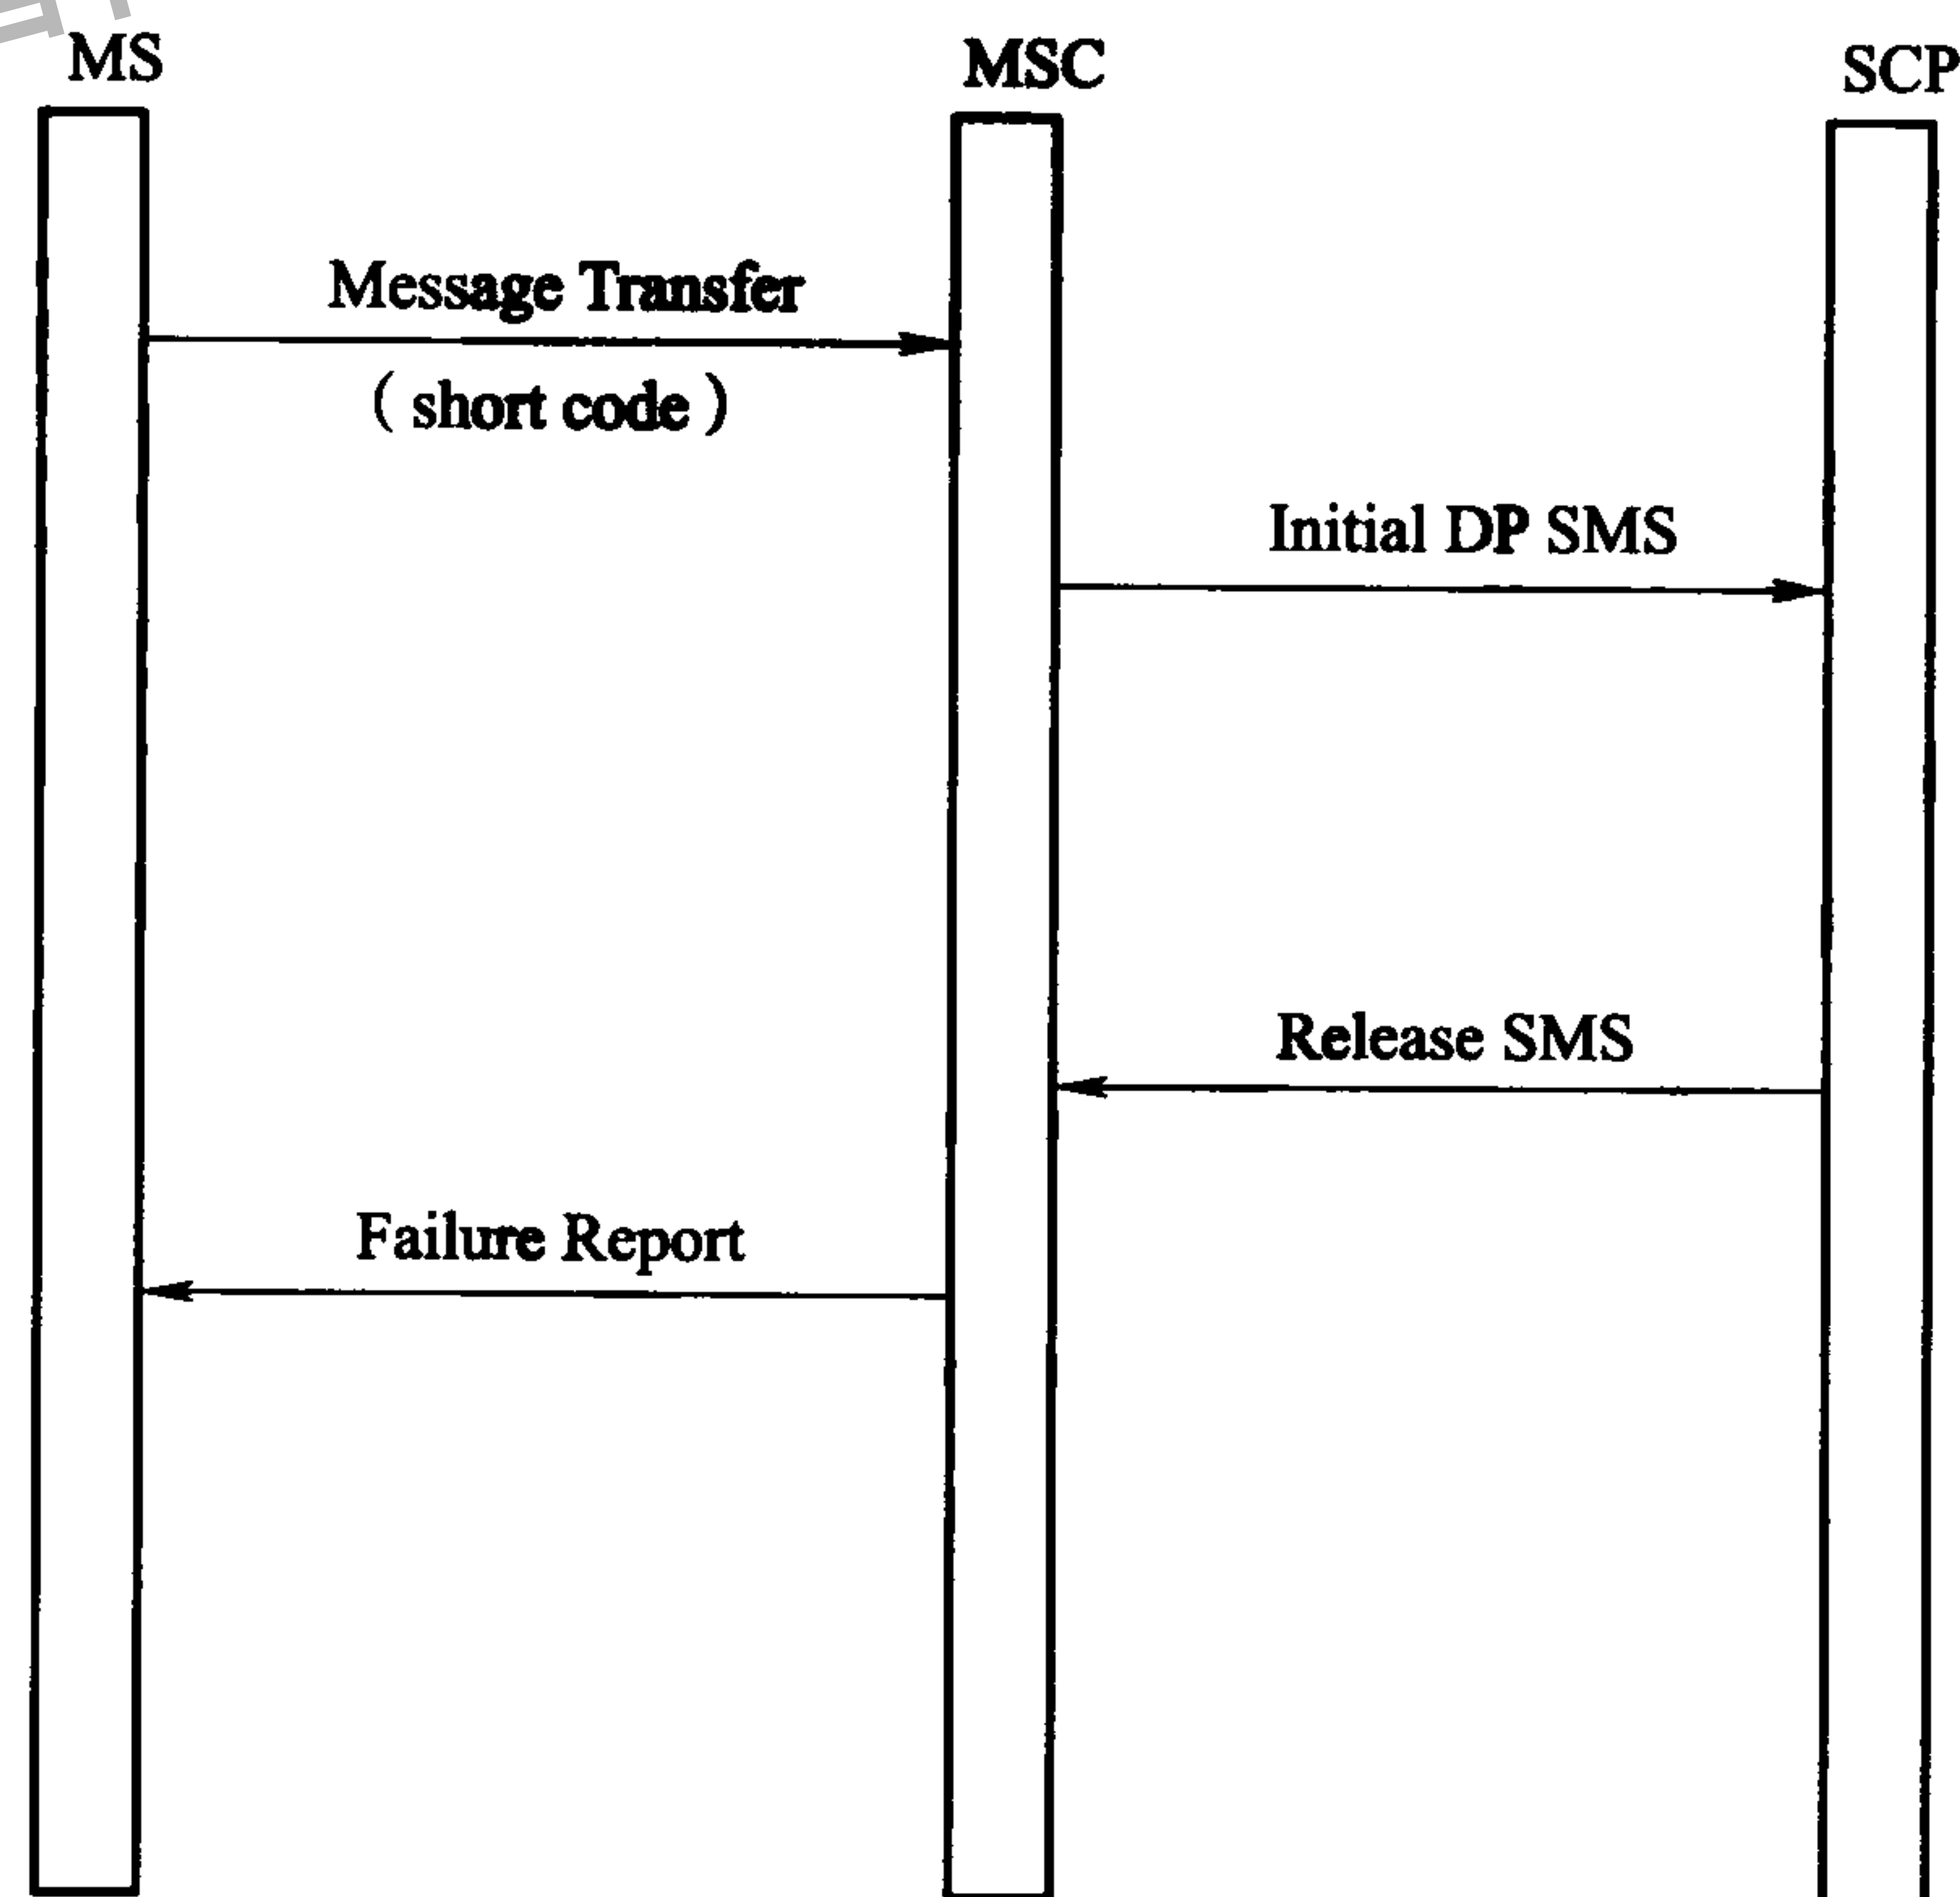 MS
MSC
SCP
Message Transfer
( short code )
Initial DP SMS
Release SMS
Failure Report